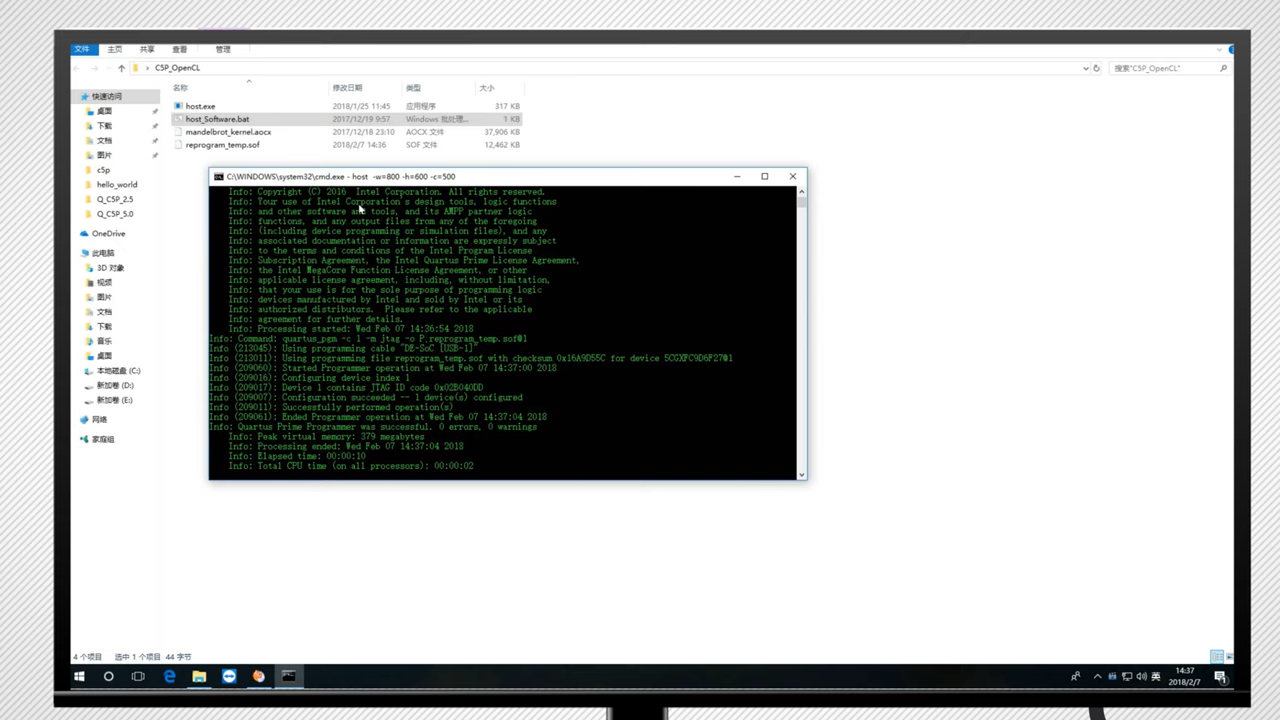 文件 主页 共享 查看 管理
C5P_OpenCL
搜索"C5P_OpenCL"
名称 修改日期 类型 大小
快速访问
桌面
下载
文档
图片
c5p
hello_world
Q_C5P_2.5
Q_C5P_5.0
OneDrive
此电脑
3D 对象
视频
图片
文档
下载
音乐
桌面
本地磁盘 (C:)
新加卷 (D:)
新加卷 (E:)
网络
家庭组
host.exe 2018/1/25 11:45 应用程序 317 KB
host_Software.bat 2017/12/19 9:57 Windows 批处理... 1 KB
mandelbrot_kernel.aocx 2017/12/18 23:10 AOCX 文件 37,906 KB
reprogram_temp.sof 2018/2/7 14:36 SOF 文件 12,462 KB
C:\WINDOWS\system32\cmd.exe - host -w=800 -h=600 -c=500
Info: Copyright (C) 2016 Intel Corporation. All rights reserved.
Info: Your use of Intel Corporation's design tools, logic functions
Info: and other software and tools, and its AMPP partner logic
Info: functions, and any output files from any of the foregoing
Info: (including device programming or simulation files), and any
Info: associated documentation or information are expressly subject
Info: to the terms and conditions of the Intel Program License
Info: Subscription Agreement, the Intel Quartus Prime License Agreement,
Info: the Intel MegaCore Function License Agreement, or other
Info: applicable license agreement, including, without limitation,
Info: that your use is for the sole purpose of programming logic
Info: devices manufactured by Intel and sold by Intel or its
Info: authorized distributors. Please refer to the applicable
Info: agreement for further details.
Info: Processing started: Wed Feb 07 14:36:54 2018
Info: Command: quartus_pgm -c 1 -m jtag -o P;reprogram_temp.sof@1
Info (213045): Using programming cable "DE-SoC [USB-1]"
Info (213011): Using programming file reprogram_temp.sof with checksum 0x16A9D55C for device 5CGXFC9D6F27@1
Info (209060): Started Programmer operation at Wed Feb 07 14:37:00 2018
Info (209016): Configuring device index 1
Info (209017): Device 1 contains JTAG ID code 0x02B040DD
Info (209007): Configuration succeeded -- 1 device(s) configured
Info (209011): Successfully performed operation(s)
Info (209061): Ended Programmer operation at Wed Feb 07 14:37:04 2018
Info: Quartus Prime Programmer was successful. 0 errors, 0 warnings
Info: Peak virtual memory: 379 megabytes
Info: Processing ended: Wed Feb 07 14:37:04 2018
Info: Elapsed time: 00:00:10
Info: Total CPU time (on all processors): 00:00:02
4 个项目 选中 1 个项目 44 字节
英
14:37
2018/2/7